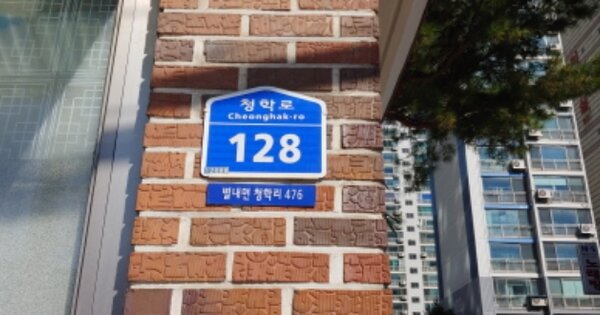 청학로
Cheonghak-ro
128
별내면 청학리 476